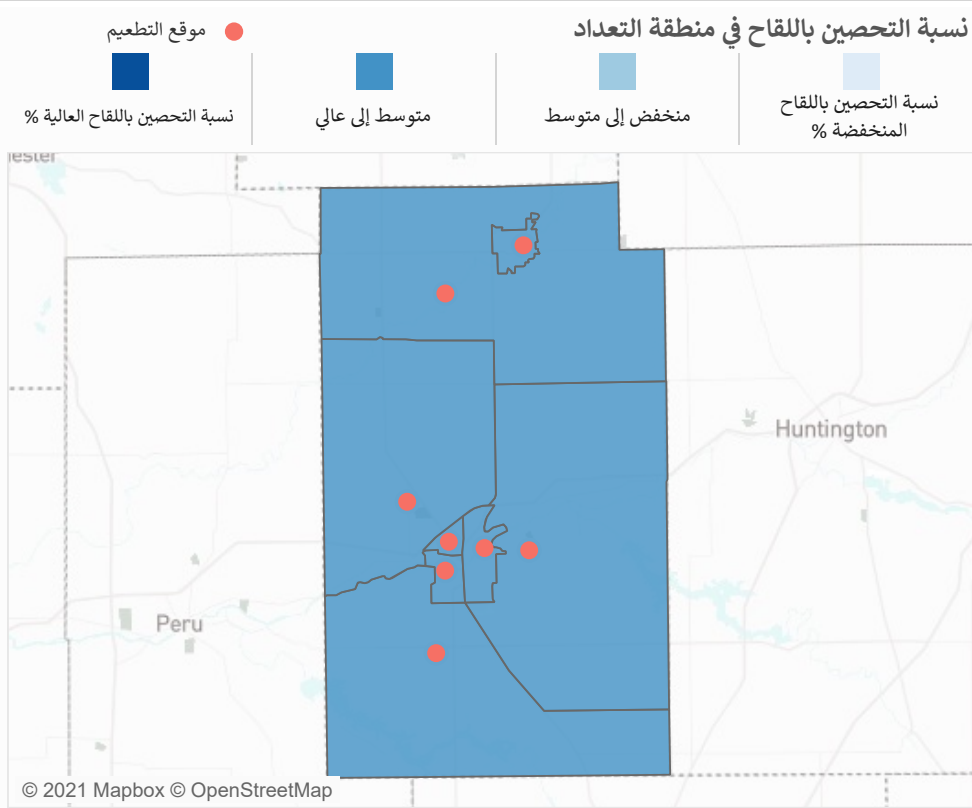 نسبة التحصين باللقاح في منطقة التعداد
موقع التطعيم
نسبة التحصين باللقاح
المنخفضة %
منخفض إلى متوسط
متوسط إلى عالي
نسبة التحصين باللقاح العالية %
Huntington
Peru
© 2021 Mapbox © OpenStreetMap